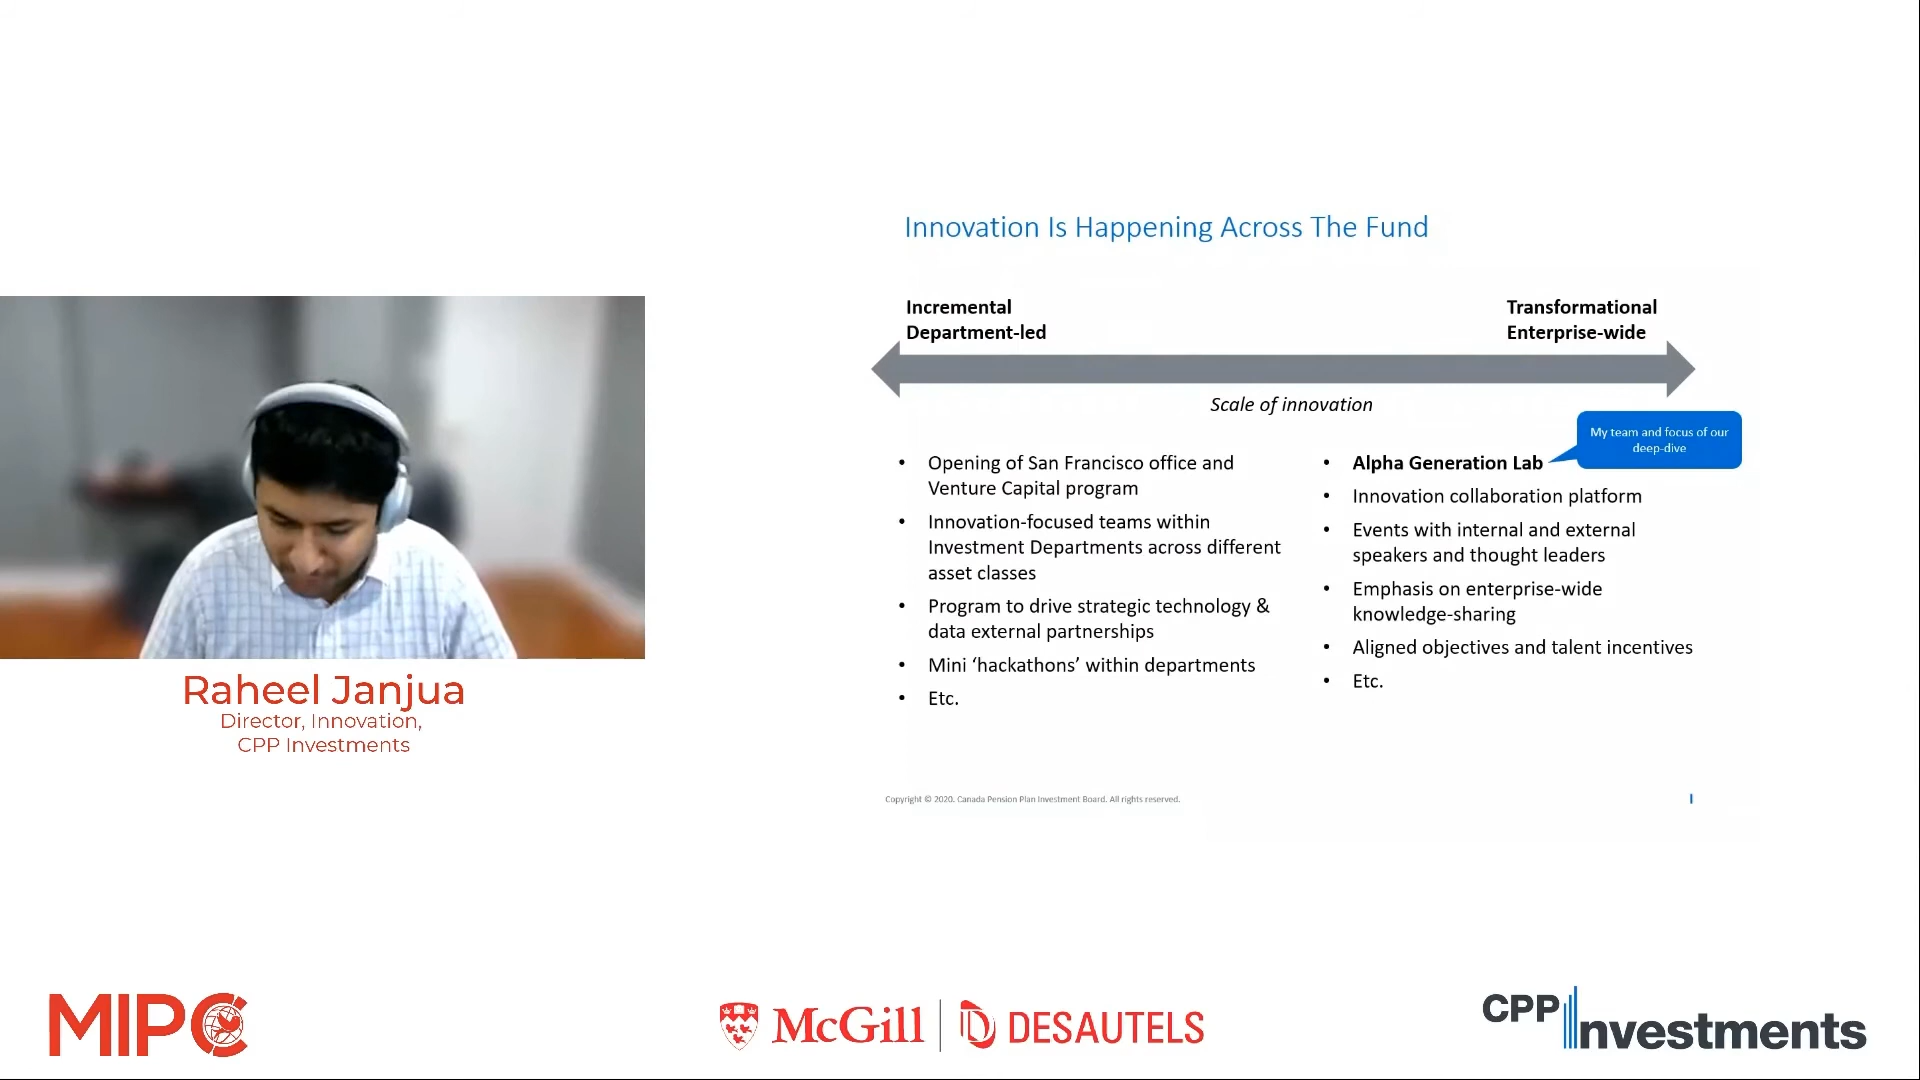 Innovation Is Happening Across The Fund
Incremental
Department-led
Transformational
Enterprise-wide
Scale of innovation
My team and focus of our
deep-dive
• Opening of San Francisco office and
Venture Capital program
• Innovation-focused teams within
Investment Departments across different
asset classes
• Program to drive strategic technology &
data external partnerships
• Mini ‘hackathons’ within departments
• Etc.
• Alpha Generation Lab
• Innovation collaboration platform
• Events with internal and external
speakers and thought leaders
• Emphasis on enterprise-wide
knowledge-sharing
• Aligned objectives and talent incentives
• Etc.
Copyright © 2020. Canada Pension Plan Investment Board. All rights reserved.
Raheel Janjua
Director, Innovation,
CPP Investments
MIPC
McGill
DESAUTELS
CPP Investments